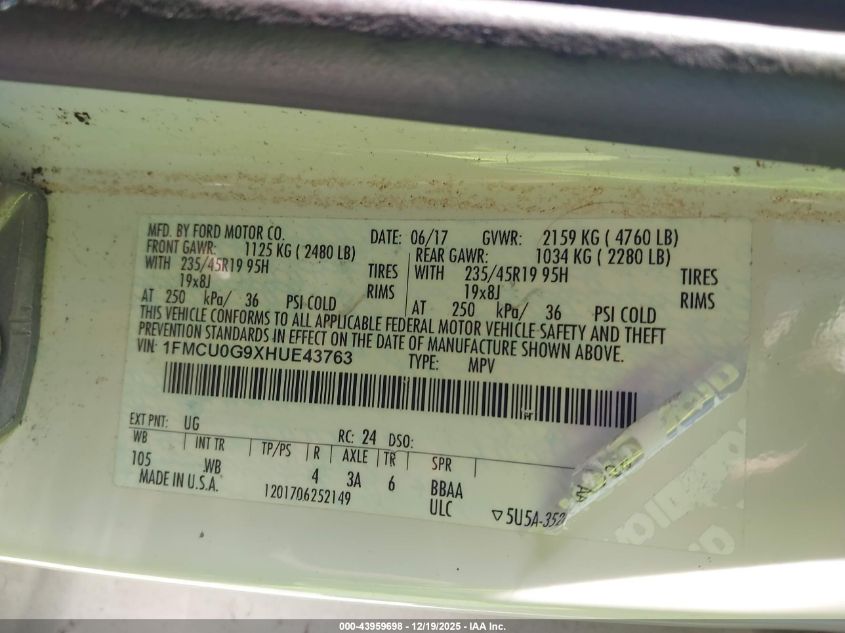 MFD. BY FORD MOTOR CO. DATE: 06/17 GVWR: 2159 KG ( 4760 LB)
FRONT GAWR: 1125 KG ( 2480 LB) REAR GAWR: 1034 KG ( 2280 LB)
WITH 235/45R19 95H TIRES WITH 235/45R19 95H TIRES
19x8J RIMS 19x8J RIMS
AT 250 kPa/ 36 PSI COLD AT 250 kPa/ 36 PSI COLD
THIS VEHICLE CONFORMS TO ALL APPLICABLE FEDERAL MOTOR VEHICLE SAFETY AND THEFT
PREVENTION STANDARDS IN EFFECT ON THE DATE OF MANUFACTURE SHOWN ABOVE.
VIN: 1FMCU0G9XHUE43763 TYPE: MPV
EXT PNT: UG RC: 24 DSO:
WB INT TR TP/PS R AXLE TR SPR
105 WB 4 3A 6 BBAA
MADE IN U.S.A. 1201706252149 ULC
▽5U5A-352
000-43959698 - 12/19/2025 - IAA Inc.